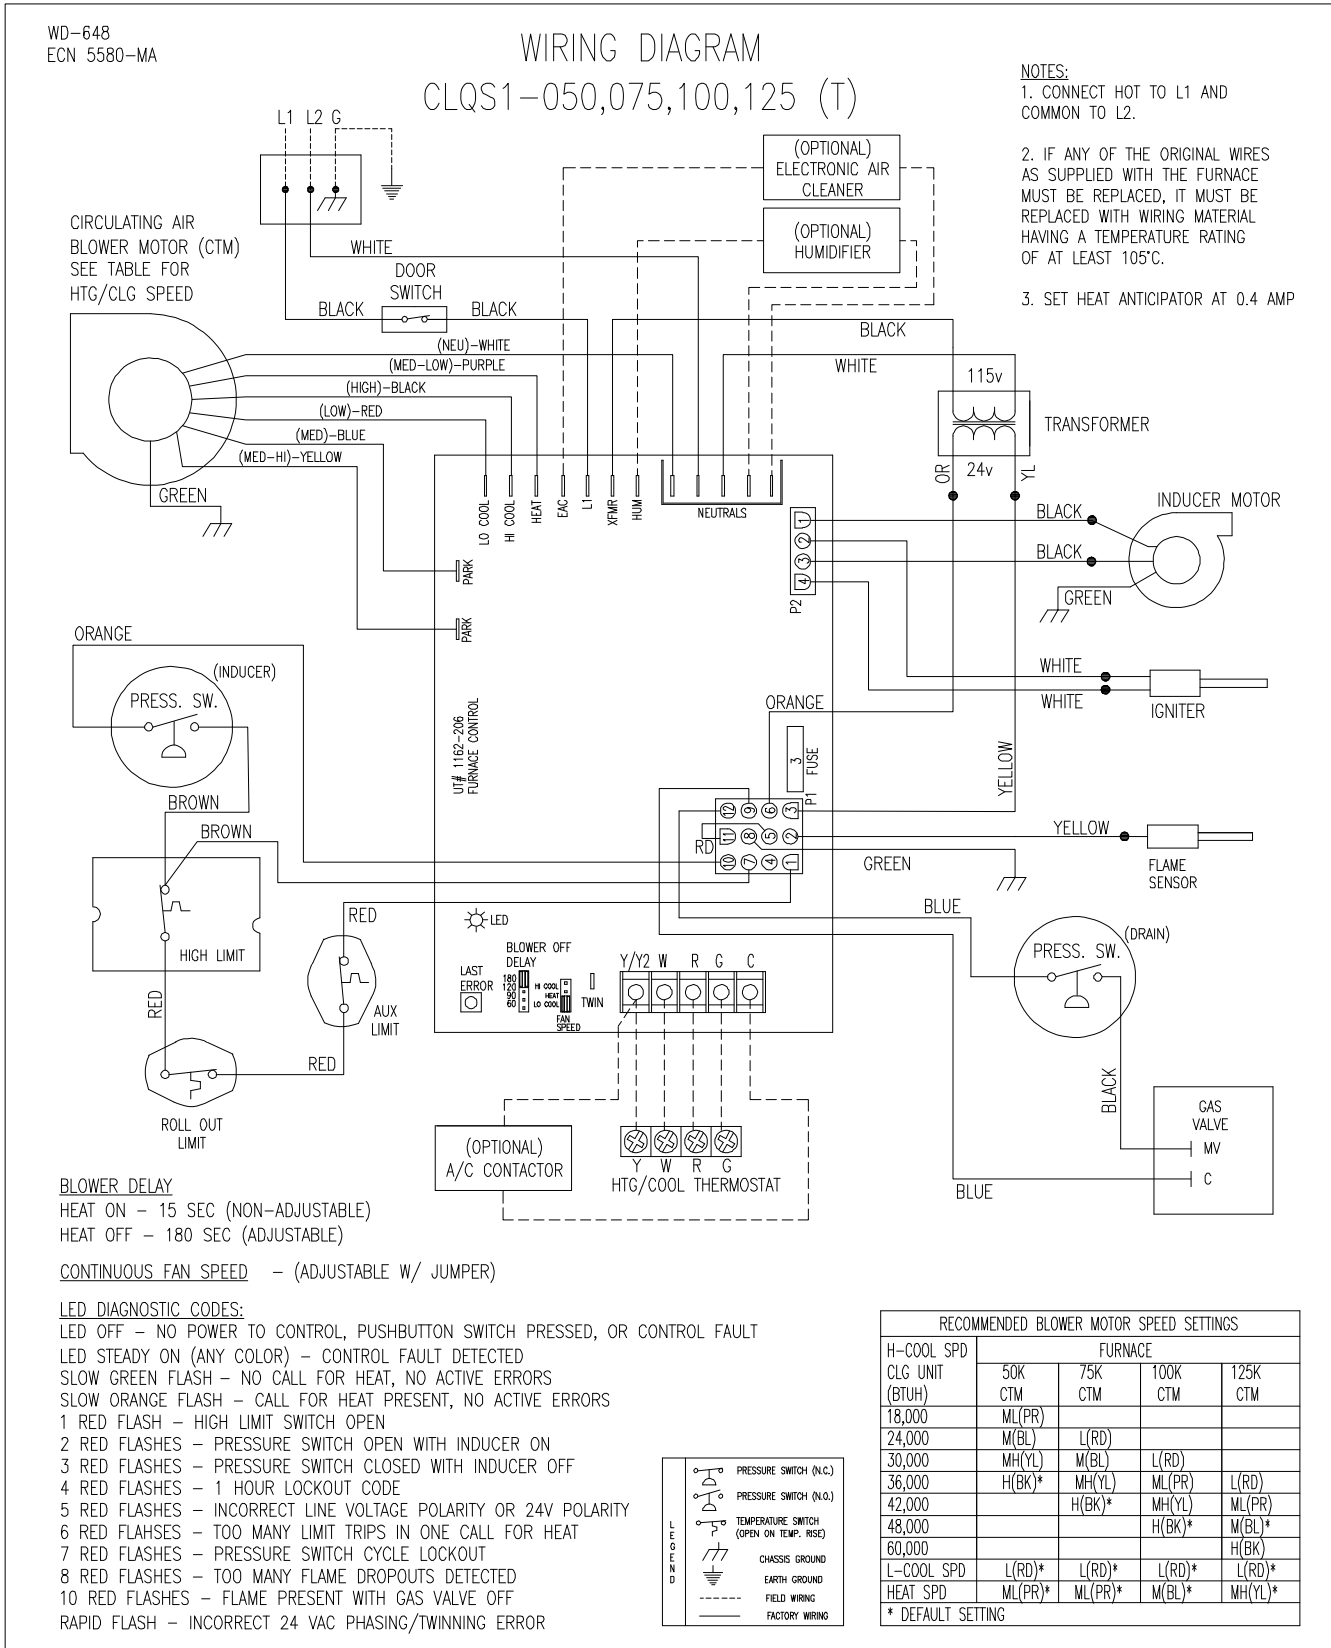 WD-648
ECN 5580-MA
WIRING DIAGRAM
CLQS1-050,075,100,125 (T)
NOTES:
1. CONNECT HOT TO L1 AND
COMMON TO L2.
2. IF ANY OF THE ORIGINAL WIRES
AS SUPPLIED WITH THE FURNACE
MUST BE REPLACED, IT MUST BE
REPLACED WITH WIRING MATERIAL
HAVING A TEMPERATURE RATING
OF AT LEAST 105°C.
3. SET HEAT ANTICIPATOR AT 0.4 AMP
L1 L2 G
(OPTIONAL)
ELECTRONIC AIR
CLEANER
(OPTIONAL)
HUMIDIFIER
CIRCULATING AIR
BLOWER MOTOR (CTM)
SEE TABLE FOR
HTG/CLG SPEED
WHITE
DOOR
SWITCH
BLACK
BLACK
BLACK
WHITE
(NEU)-WHITE
(MED-LOW)-PURPLE
(HIGH)-BLACK
(LOW)-RED
(MED)-BLUE
(MED-HI)-YELLOW
GREEN
115v
TRANSFORMER
24v
OR
YL
LO COOL
HI COOL
HEAT
EAC
L1
XFMR
HUM
NEUTRALS
PARK
PARK
1
2
3
4
P2
BLACK
BLACK
GREEN
INDUCER MOTOR
WHITE
WHITE
IGNITER
ORANGE
(INDUCER)
PRESS. SW.
BROWN
BROWN
HIGH LIMIT
RED
RED
RED
AUX
LIMIT
ROLL OUT
LIMIT
UT# 1162-206
FURNACE CONTROL
ORANGE
YELLOW
3
FUSE
P1
12 9 6 3
11 8 5 2
10 7 4 1
RD
YELLOW
FLAME
SENSOR
GREEN
BLUE
(DRAIN)
PRESS. SW.
BLACK
BLUE
GAS
VALVE
MV
C
LED
LAST
ERROR
BLOWER OFF
DELAY
180
120
90
60
HI COOL
HEAT
LO COOL
FAN
SPEED
TWIN
Y/Y2 W R G C
(OPTIONAL)
A/C CONTACTOR
Y W R G
HTG/COOL THERMOSTAT
BLOWER DELAY
HEAT ON - 15 SEC (NON-ADJUSTABLE)
HEAT OFF - 180 SEC (ADJUSTABLE)
CONTINUOUS FAN SPEED - (ADJUSTABLE W/ JUMPER)
LED DIAGNOSTIC CODES:
LED OFF - NO POWER TO CONTROL, PUSHBUTTON SWITCH PRESSED, OR CONTROL FAULT
LED STEADY ON (ANY COLOR) - CONTROL FAULT DETECTED
SLOW GREEN FLASH - NO CALL FOR HEAT, NO ACTIVE ERRORS
SLOW ORANGE FLASH - CALL FOR HEAT PRESENT, NO ACTIVE ERRORS
1 RED FLASH - HIGH LIMIT SWITCH OPEN
2 RED FLASHES - PRESSURE SWITCH OPEN WITH INDUCER ON
3 RED FLASHES - PRESSURE SWITCH CLOSED WITH INDUCER OFF
4 RED FLASHES - 1 HOUR LOCKOUT CODE
5 RED FLASHES - INCORRECT LINE VOLTAGE POLARITY OR 24V POLARITY
6 RED FLAHSES - TOO MANY LIMIT TRIPS IN ONE CALL FOR HEAT
7 RED FLASHES - PRESSURE SWITCH CYCLE LOCKOUT
8 RED FLASHES - TOO MANY FLAME DROPOUTS DETECTED
10 RED FLASHES - FLAME PRESENT WITH GAS VALVE OFF
RAPID FLASH - INCORRECT 24 VAC PHASING/TWINNING ERROR
LEGEND
PRESSURE SWITCH (N.C.)
PRESSURE SWITCH (N.O.)
TEMPERATURE SWITCH
(OPEN ON TEMP. RISE)
CHASSIS GROUND
EARTH GROUND
FIELD WIRING
FACTORY WIRING
RECOMMENDED BLOWER MOTOR SPEED SETTINGS
H-COOL SPD FURNACE
CLG UNIT 50K 75K 100K 125K
(BTUH) CTM CTM CTM CTM
18,000 ML(PR)
24,000 M(BL) L(RD)
30,000 MH(YL) M(BL) L(RD)
36,000 H(BK)* MH(YL) ML(PR) L(RD)
42,000 H(BK)* MH(YL) ML(PR)
48,000 H(BK)* M(BL)*
60,000 H(BK)
L-COOL SPD L(RD)* L(RD)* L(RD)* L(RD)*
HEAT SPD ML(PR)* ML(PR)* M(BL)* MH(YL)*
* DEFAULT SETTING